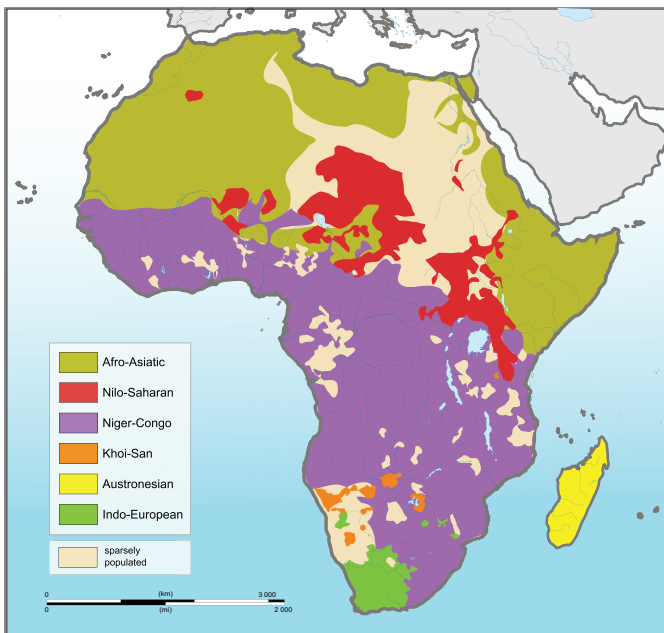 Afro-Asiatic
Nilo-Saharan
Niger-Congo
Khoi-San
Austronesian
Indo-European
sparsely
populated
0 (km) 3 000
0 (mi) 2 000